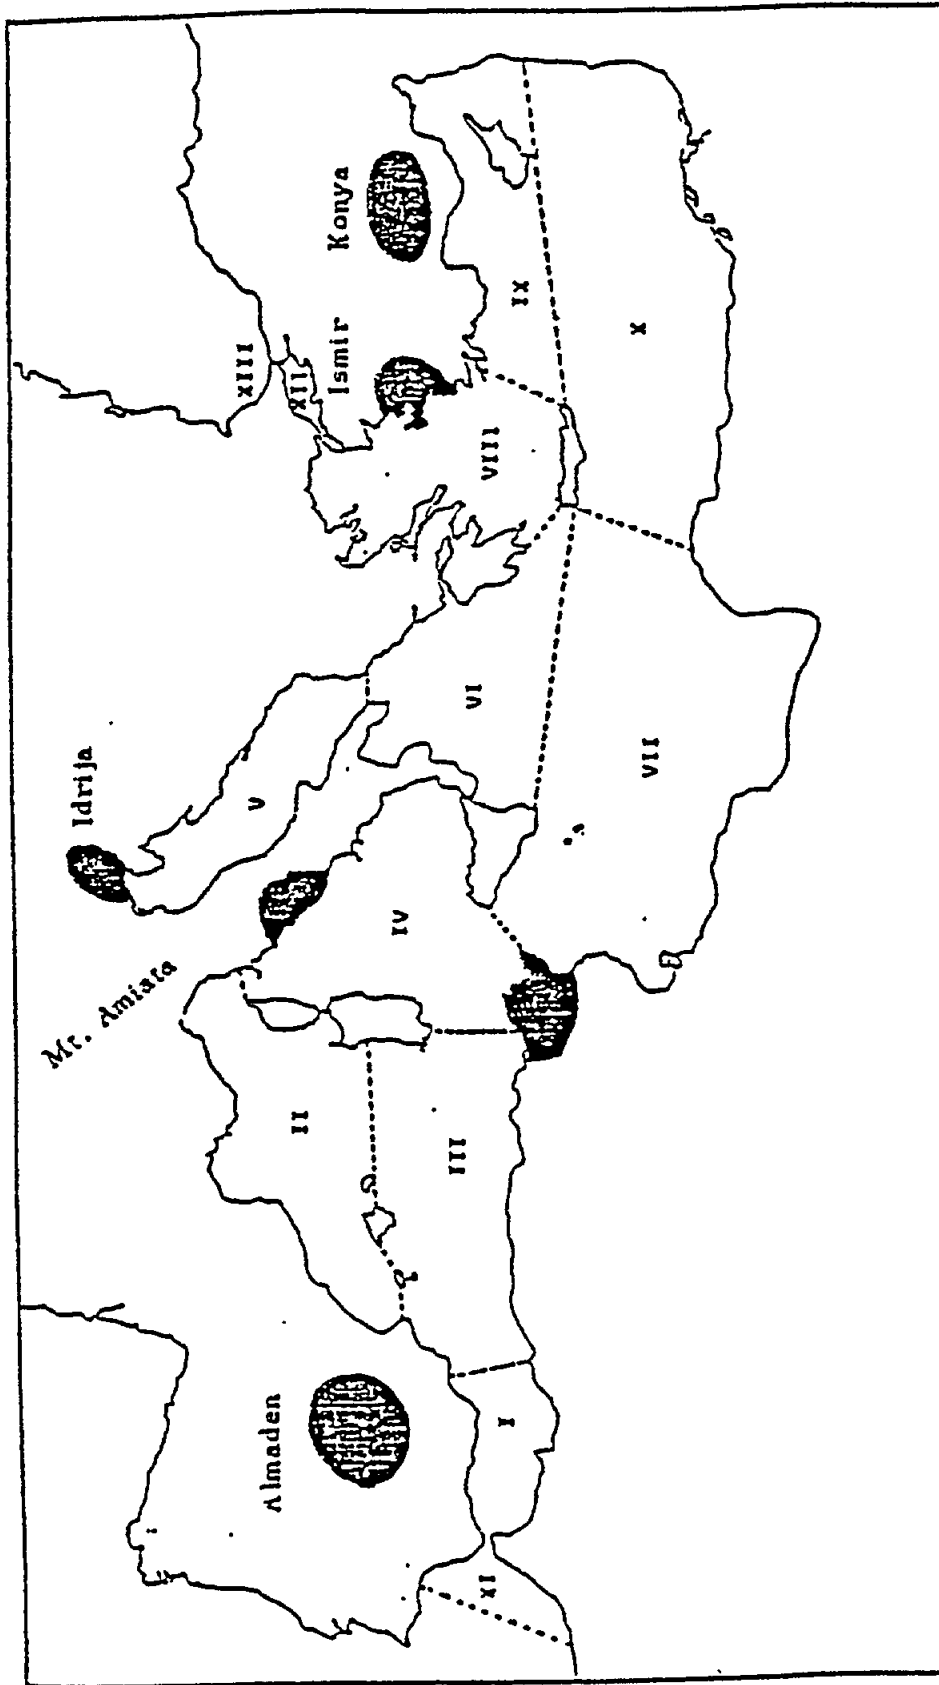 Almaden
Mt. Amiata
Idrija
Ismir
Konya
XI
I
III
II
IV
V
VI
VII
VIII
XII
XIII
IX
X